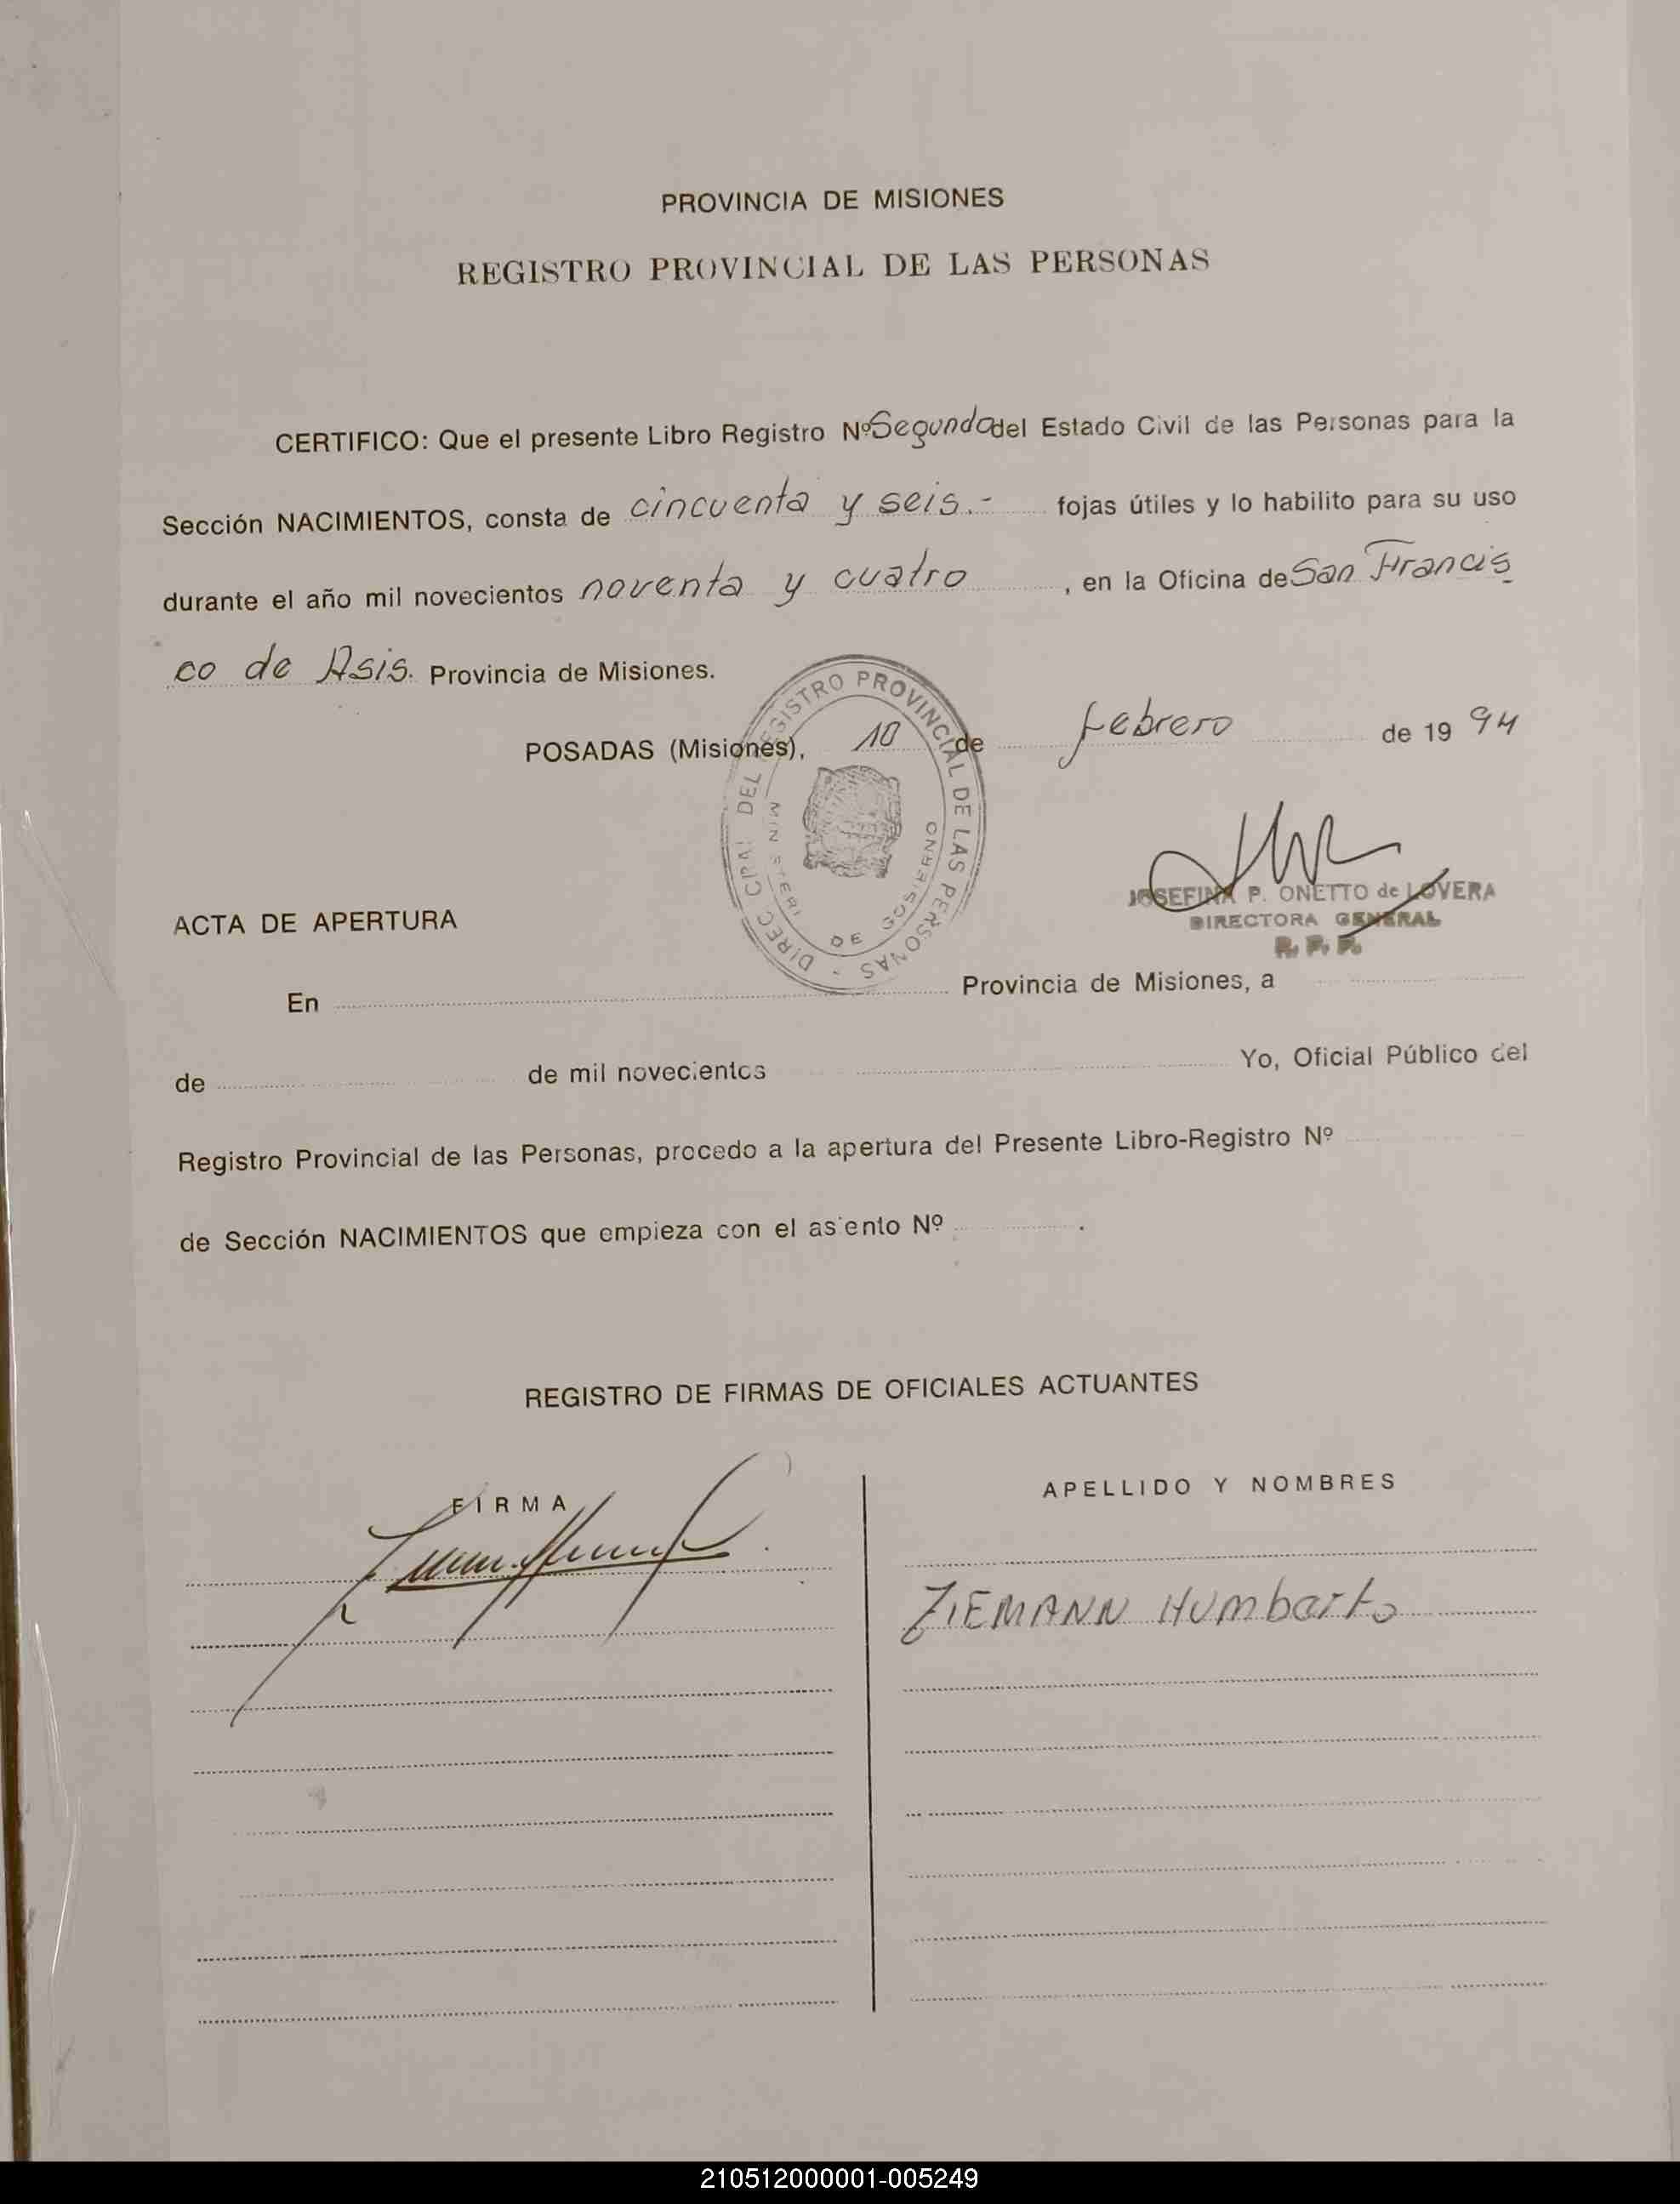 PROVINCIA DE MISIONES
REGISTRO PROVINCIAL DE LAS PERSONAS
CERTIFICO: Que el presente Libro Registro Nº Segundo del Estado Civil de las Personas para la
Sección NACIMIENTOS, consta de cincuenta y seis.- fojas útiles y lo habilito para su uso
durante el año mil novecientos noventa y cuatro, en la Oficina de San Francis
co de Asis. Provincia de Misiones.
POSADAS (Misiones), 10 de febrero de 1994
DIREC GRAL DEL REGISTRO PROVINCIAL DE LAS PERSONAS -
MINISTERI DE GOBIERNO
JOSEFINA P. ONETTO de LOVERA
DIRECTORA GENERAL
R. P. P.
ACTA DE APERTURA
En Provincia de Misiones, a
de de mil novecientos Yo, Oficial Público del
Registro Provincial de las Personas, procedo a la apertura del Presente Libro-Registro Nº
de Sección NACIMIENTOS que empieza con el asiento Nº .
REGISTRO DE FIRMAS DE OFICIALES ACTUANTES
FIRMA
APELLIDO Y NOMBRES
ZIEMANN Humberto
210512000001-005249